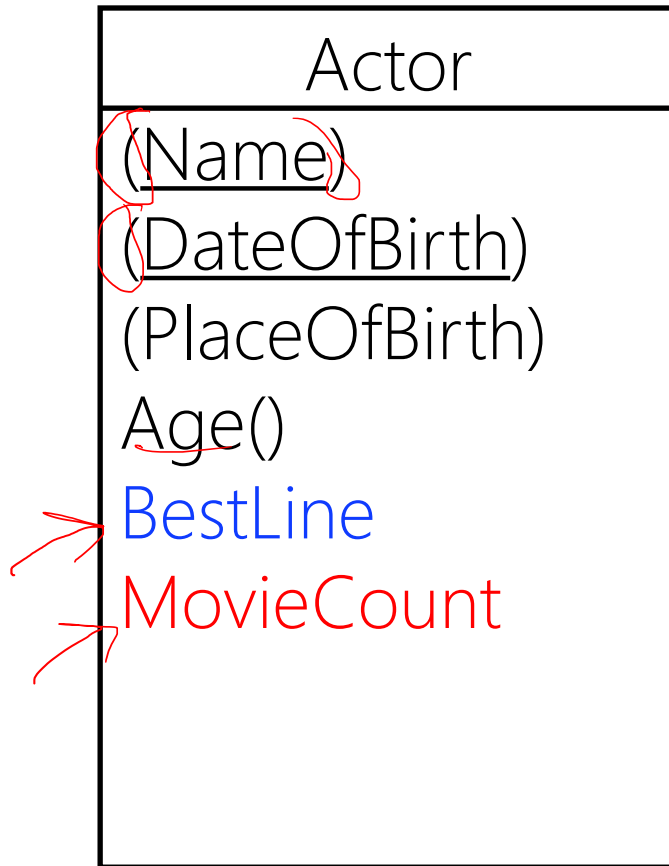 Actor
(Name)
(DateOfBirth)
(PlaceOfBirth)
Age()
BestLine
MovieCount